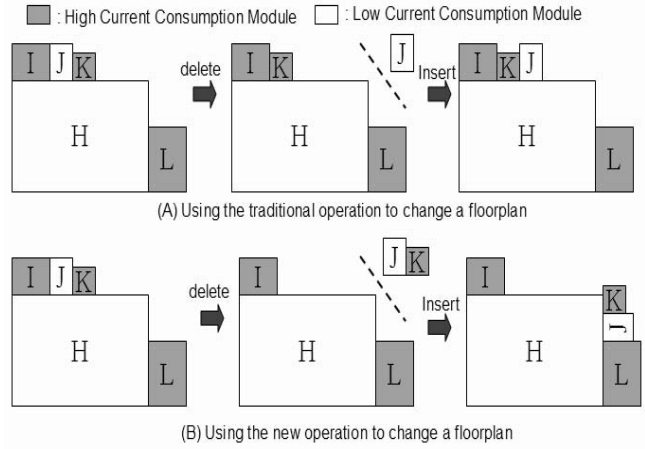 : High Current Consumption Module : Low Current Consumption Module
I J K delete I K J Insert I K J
H H H
L L L
(A) Using the traditional operation to change a floorplan
I J K delete I J K Insert I K
J
H H H
L L L
(B) Using the new operation to change a floorplan